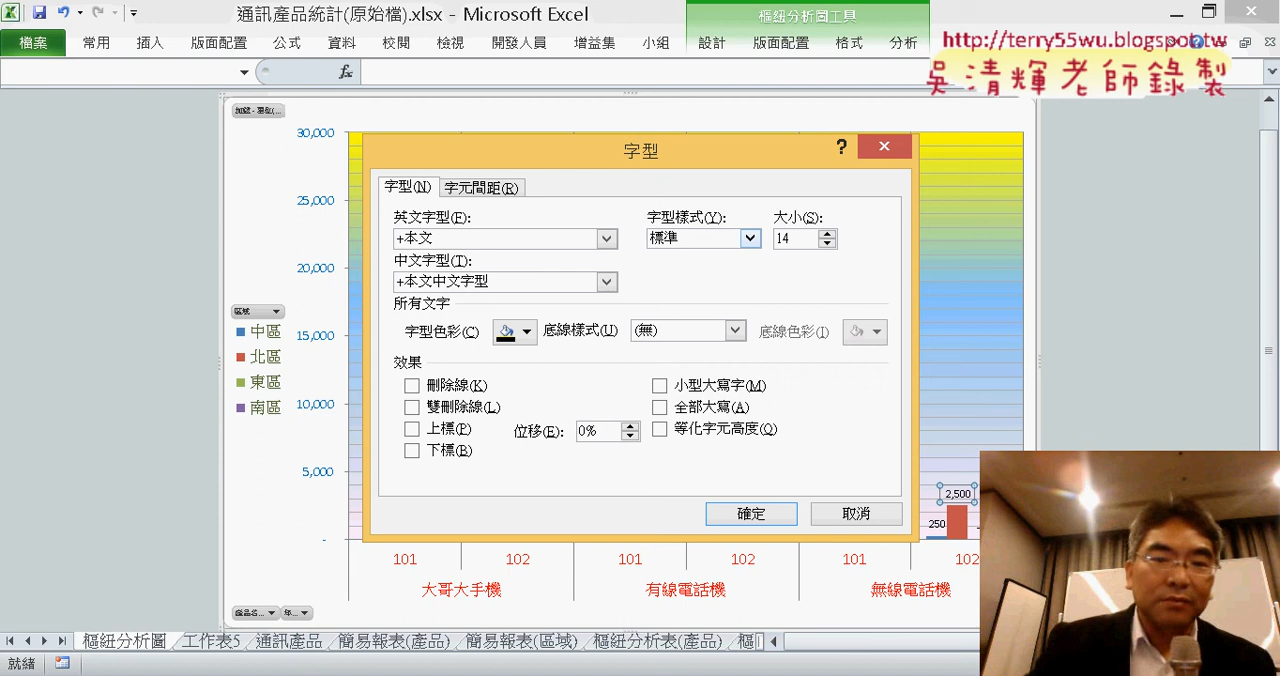 通訊產品統計(原始檔).xlsx - Microsoft Excel
樞紐分析圖工具
檔案 常用 插入 版面配置 公式 資料 校閱 檢視 開發人員 增益集 小組 設計 版面配置 格式 分析
http://terry55wu.blogspot.tw
吳清輝老師錄製
fx
30,000
25,000
20,000
15,000
10,000
5,000
-
區域
中區
北區
東區
南區
字型
字型(N) 字元間距(R)
英文字型(F): 字型樣式(Y): 大小(S):
+本文 標準 14
中文字型(T):
+本文中文字型
所有文字
字型色彩(C) 底線樣式(U) (無) 底線色彩(I)
效果
刪除線(K) 小型大寫字(M)
雙刪除線(L) 全部大寫(A)
上標(P) 位移(E): 0% 等化字元高度(Q)
下標(B)
確定 取消
2,500
250
101 102 101 102 101 102
大哥大手機 有線電話機 無線電話機
產品名... 年...
樞紐分析圖 工作表5 通訊產品 簡易報表(產品) 簡易報表(區域) 樞紐分析表(產品) 樞
就緒